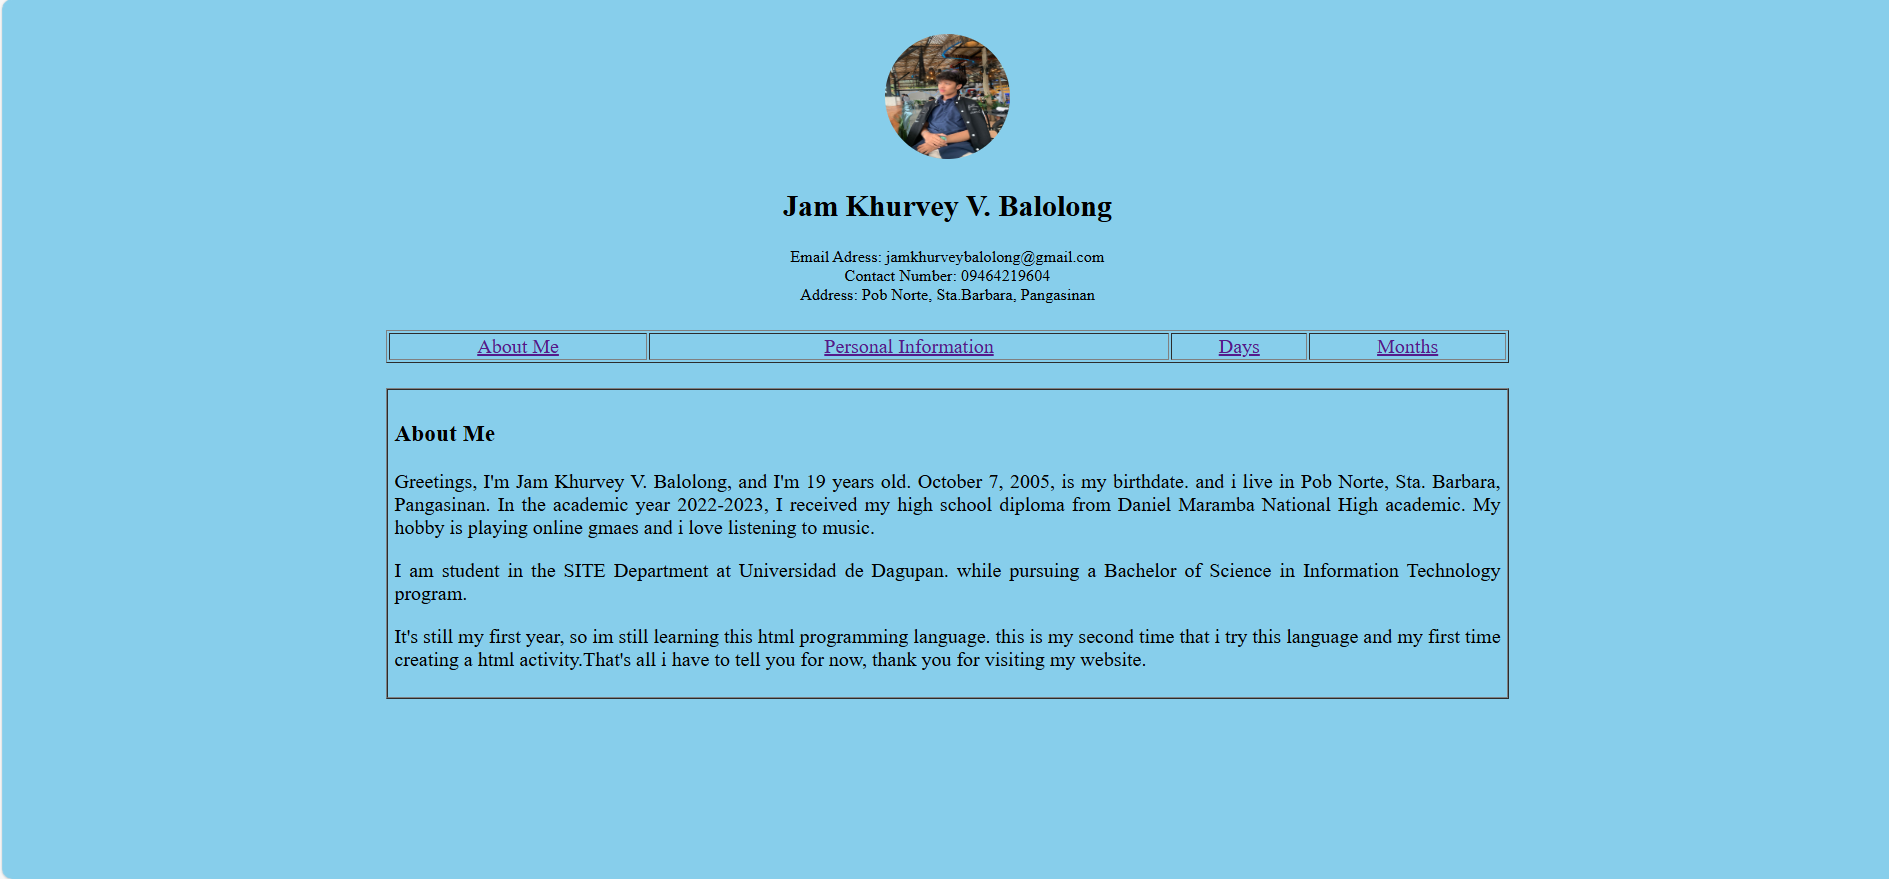 Jam Khurvey V. Balolong
Email Adress: jamkhurveybalolong@gmail.com
Contact Number: 09464219604
Address: Pob Norte, Sta.Barbara, Pangasinan
About Me
Personal Information
Days
Months
About Me
Greetings, I'm Jam Khurvey V. Balolong, and I'm 19 years old. October 7, 2005, is my birthdate. and i live in Pob Norte, Sta. Barbara,
Pangasinan. In the academic year 2022-2023, I received my high school diploma from Daniel Maramba National High academic. My
hobby is playing online gmaes and i love listening to music.
I am student in the SITE Department at Universidad de Dagupan. while pursuing a Bachelor of Science in Information Technology
program.
It's still my first year, so im still learning this html programming language. this is my second time that i try this language and my first time
creating a html activity.That's all i have to tell you for now, thank you for visiting my website.